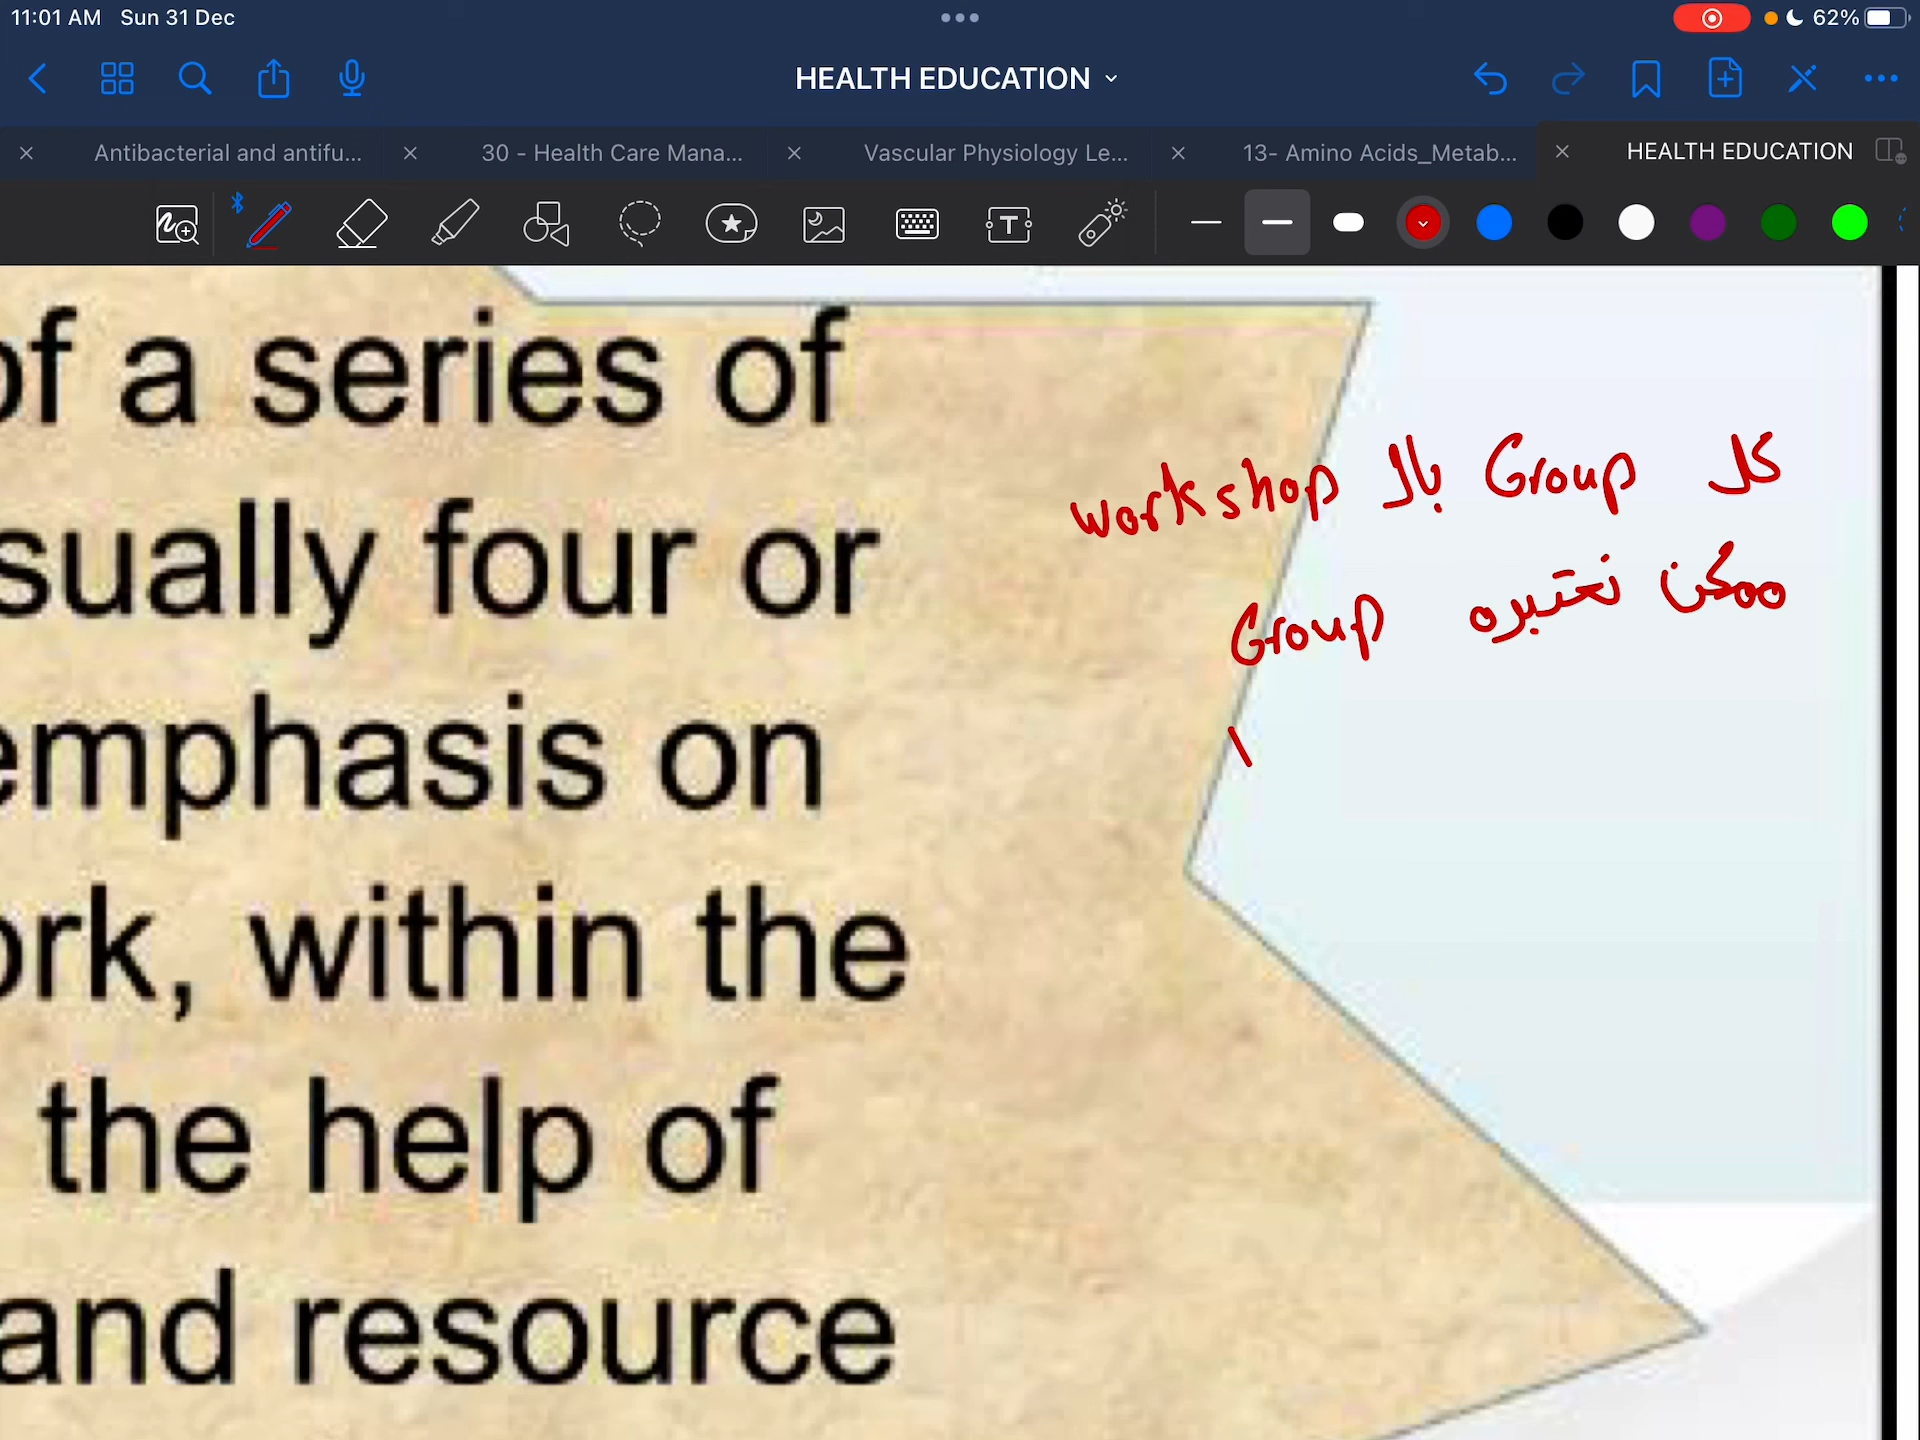 11:01 AM Sun 31 Dec
62%
HEALTH EDUCATION
Antibacterial and antifu...
30 - Health Care Mana...
Vascular Physiology Le...
13- Amino Acids_Metab...
HEALTH EDUCATION
of a series of
sually four or
emphasis on
ork, within the
the help of
and resource
كل Group بالـ workshop
ممكن نعتبره Group